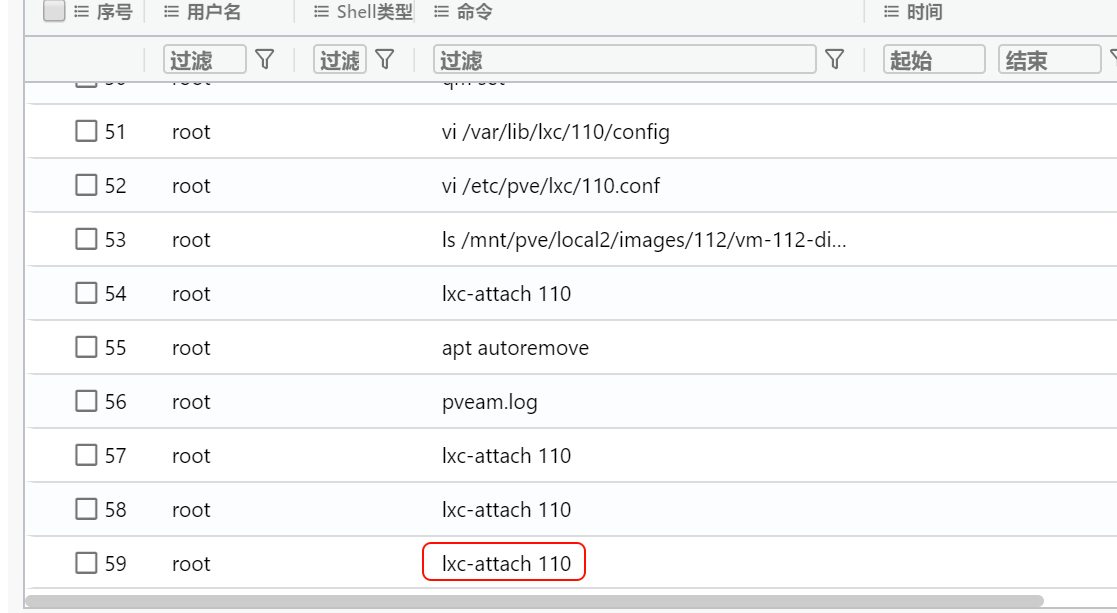 序号 用户名 Shell类型 命令 时间
过滤 过滤 过滤 起始 结束
51 root vi /var/lib/lxc/110/config
52 root vi /etc/pve/lxc/110.conf
53 root ls /mnt/pve/local2/images/112/vm-112-di...
54 root lxc-attach 110
55 root apt autoremove
56 root pveam.log
57 root lxc-attach 110
58 root lxc-attach 110
59 root lxc-attach 110